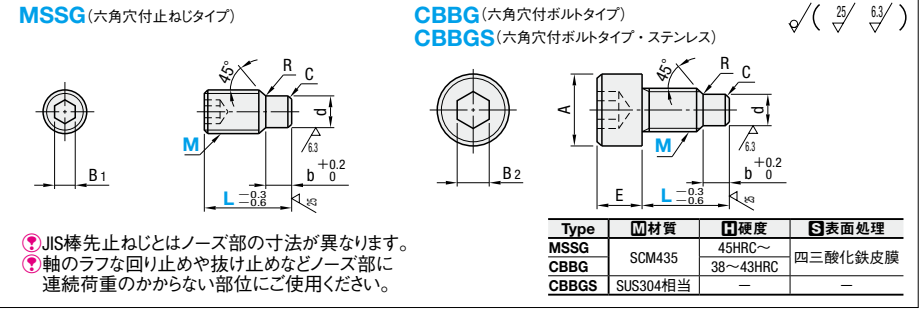 MSSG(六角穴付止ねじタイプ)
CBBG(六角穴付ボルトタイプ)
CBBGS(六角穴付ボルトタイプ・ステンレス)
25 6.3
45° R C
d
M
6.3
B1
b +0.2 0
L −0.3 −0.6
25
45° R C
A
d
M
6.3
B2
b +0.2 0
E
L −0.3 −0.6
25
JIS棒先止ねじとはノーズ部の寸法が異なります。
軸のラフな回り止めや抜け止めなどノーズ部に
連続荷重のかからない部位にご使用ください。
Type M材質 H硬度 S表面処理
MSSG SCM435 45HRC〜 四三酸化鉄皮膜
CBBG 38〜43HRC
CBBGS SUS304相当 − −